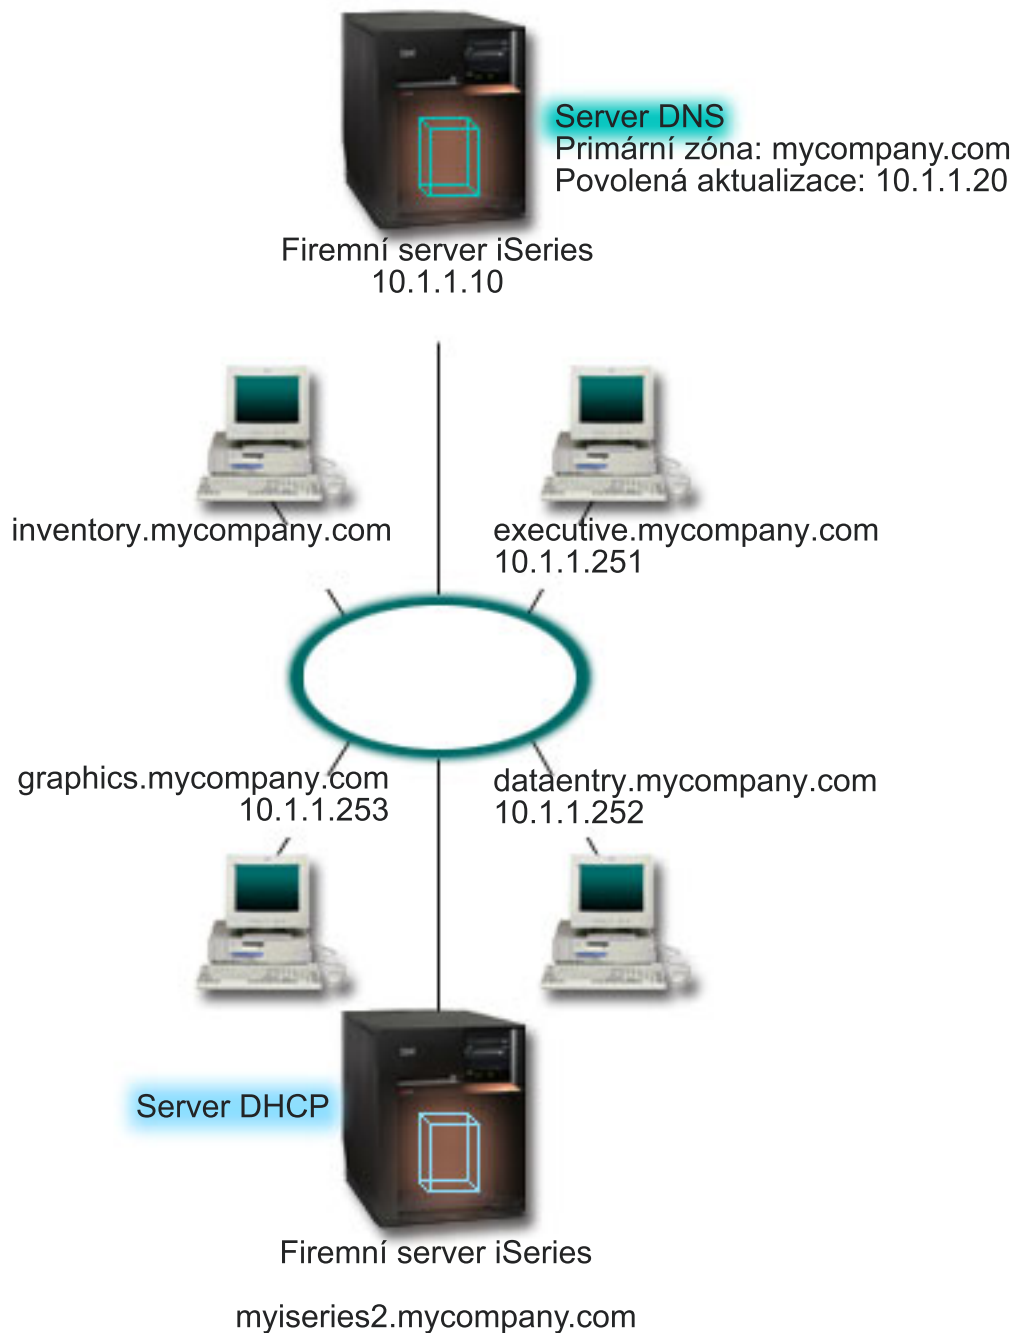 Server DNS
Primární zóna: mycompany.com
Povolená aktualizace: 10.1.1.20
Firemní server iSeries
10.1.1.10
inventory.mycompany.com
executive.mycompany.com
10.1.1.251
graphics.mycompany.com
10.1.1.253
dataentry.mycompany.com
10.1.1.252
Server DHCP
Firemní server iSeries
myiseries2.mycompany.com